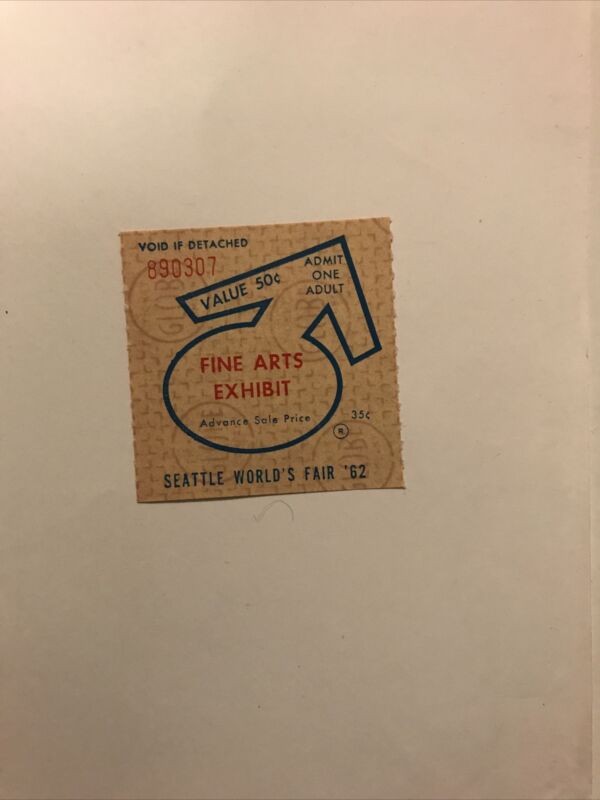 VOID IF DETACHED
890307
VALUE 50¢
ADMIT
ONE
ADULT
FINE ARTS
EXHIBIT
Advance Sale Price 35¢
R
SEATTLE WORLD'S FAIR '62